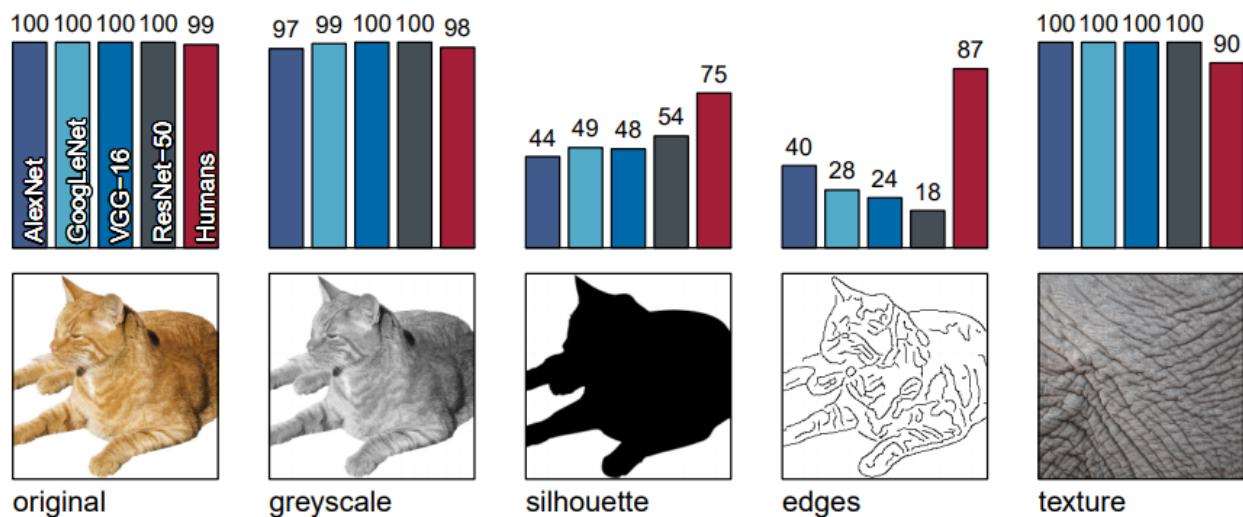 100 100 100 100 99
AlexNet
GoogLeNet
VGG-16
ResNet-50
Humans
97 99 100 100 98
44 49 48 54 75
40 28 24 18 87
100 100 100 100 90
original
greyscale
silhouette
edges
texture